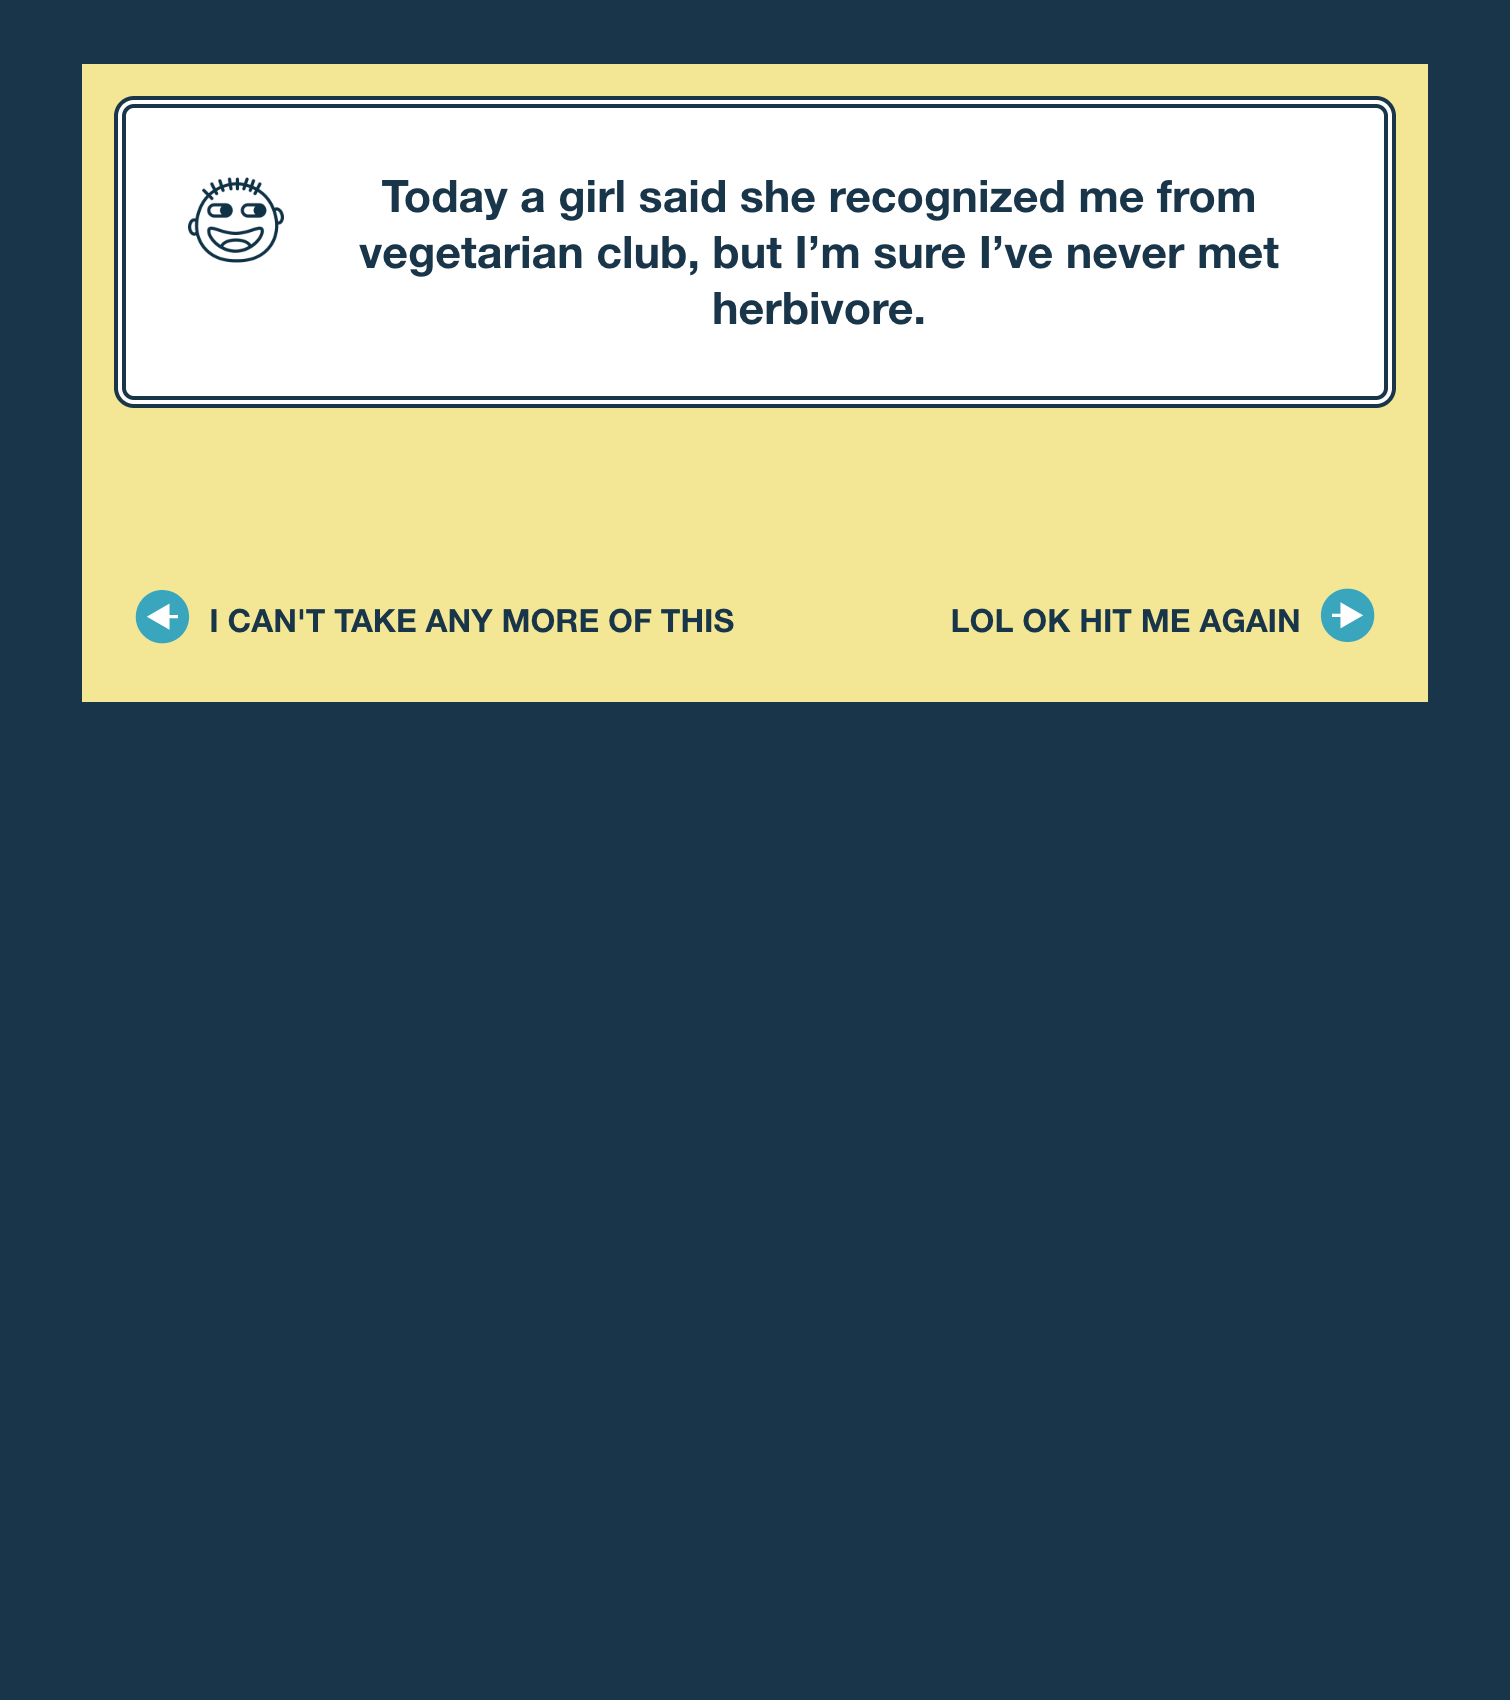 Today a girl said she recognized me from
vegetarian club, but I’m sure I’ve never met
herbivore.
I CAN'T TAKE ANY MORE OF THIS
LOL OK HIT ME AGAIN